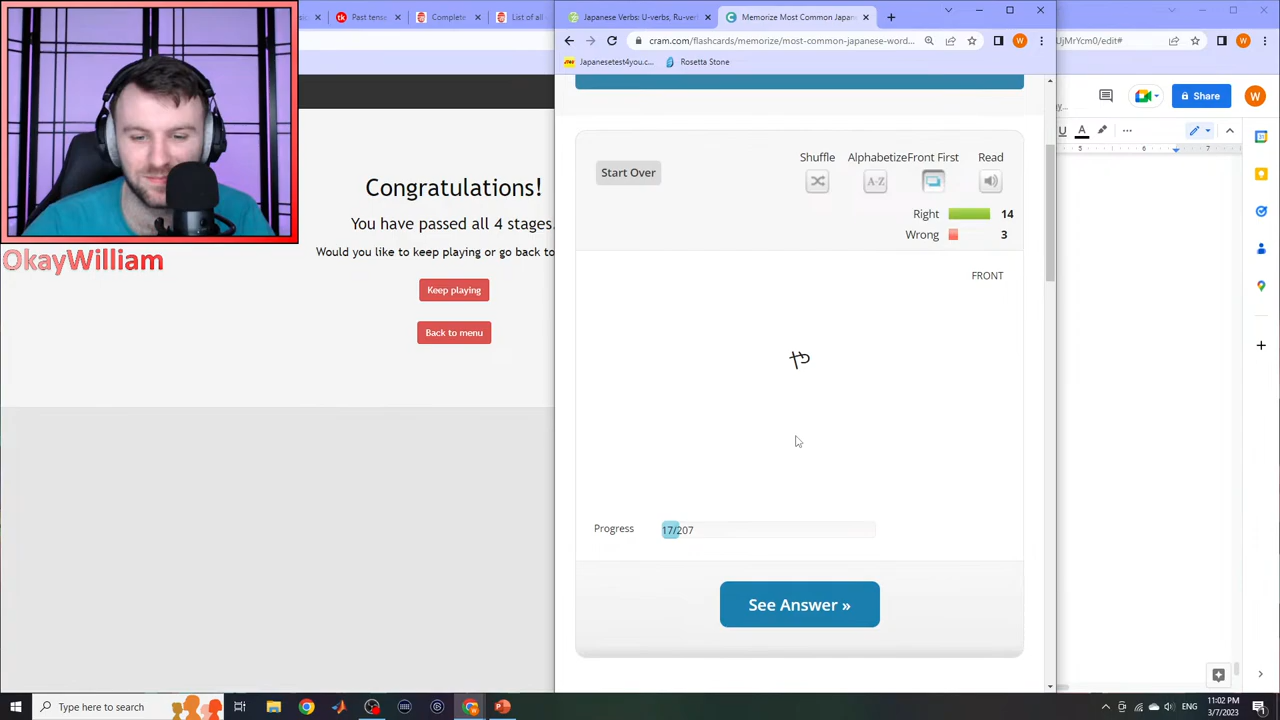 Past tense
Complete
List of all
Japanese Verbs: U-verbs, Ru-verl
Memorize Most Common Japan
cram.com/flashcards/memorize/most-common-japanese-word...
UjMrYcm0/edit#
Japanesetest4you.c...
Rosetta Stone
Share
W
Start Over
Shuffle
Alphabetize
Front First
Read
A-Z
Right 14
Wrong 3
FRONT
や
Progress
17/207
See Answer »
OkayWilliam
Congratulations!
You have passed all 4 stages.
Would you like to keep playing or go back to
Keep playing
Back to menu
Type here to search
ENG
11:02 PM
3/7/2023